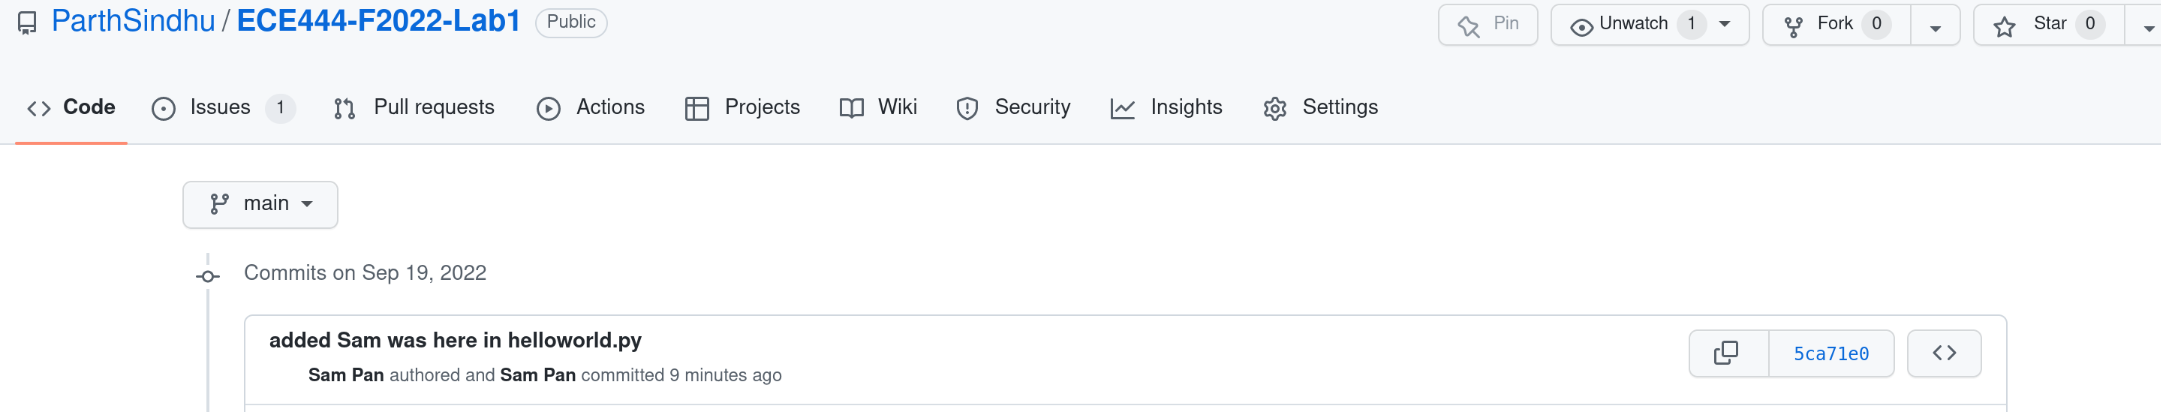 ParthSindhu / ECE444-F2022-Lab1 Public Pin Unwatch 1 Fork 0 Star 0
Code Issues 1 Pull requests Actions Projects Wiki Security Insights Settings
main
Commits on Sep 19, 2022
added Sam was here in helloworld.py
5ca71e0
Sam Pan authored and Sam Pan committed 9 minutes ago